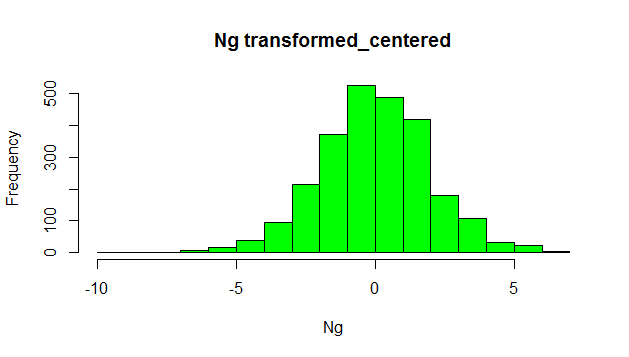 Ng transformed_centered
Frequency
500
300
100
0
-10 -5 0 5
Ng